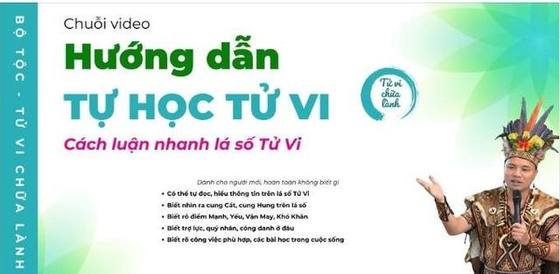 BỘ TỘC - TỬ VI CHỮA LÀNH
Chuỗi video
Hướng dẫn
TỰ HỌC TỬ VI
Cách luận nhanh lá số Tử Vi
Tử vi
chữa
lành
Dành cho người mới, hoàn toàn không biết gì
• Có thể tự đọc, hiểu thông tin trên lá số Tử Vi
• Biết nhìn ra cung Cát, cung Hung trên lá số
• Biết rõ điểm Mạnh, Yếu, Vận May, Khó Khăn
• Biết trợ lực, quý nhân, công danh ở đâu
• Biết rõ công việc phù hợp, các bài học trong cuộc sống